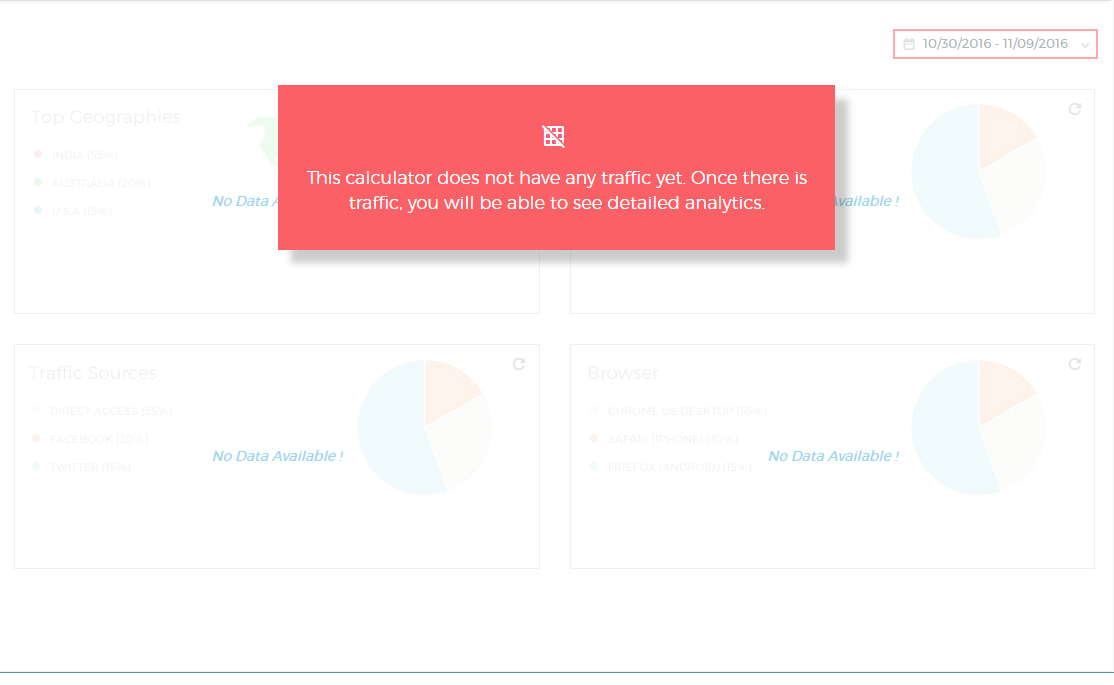 10/30/2016 - 11/09/2016
Top Geographies
INDIA (55%)
AUSTRALIA (20%)
U.S.A (15%)
No Data A
This calculator does not have any traffic yet. Once there is
traffic, you will be able to see detailed analytics.
vailable !
Traffic Sources
DIRECT ACCESS (55%)
FACEBOOK (20%)
TWITTER (15%)
No Data Available !
Browser
CHROME OS DESKTOP (55%)
SAFARI (IPHONE) (30%)
FIREFOX (ANDROID) (15%)
No Data Available !